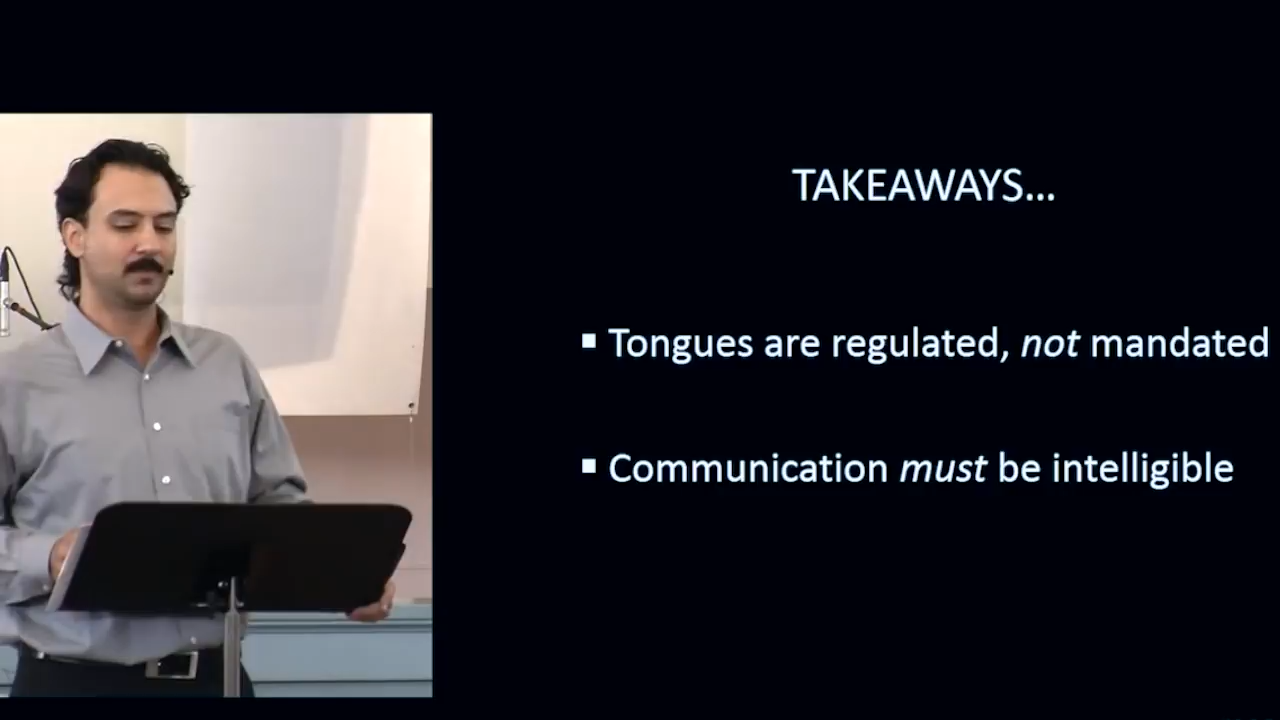 TAKEAWAYS...
▪ Tongues are regulated, not mandated
▪ Communication must be intelligible